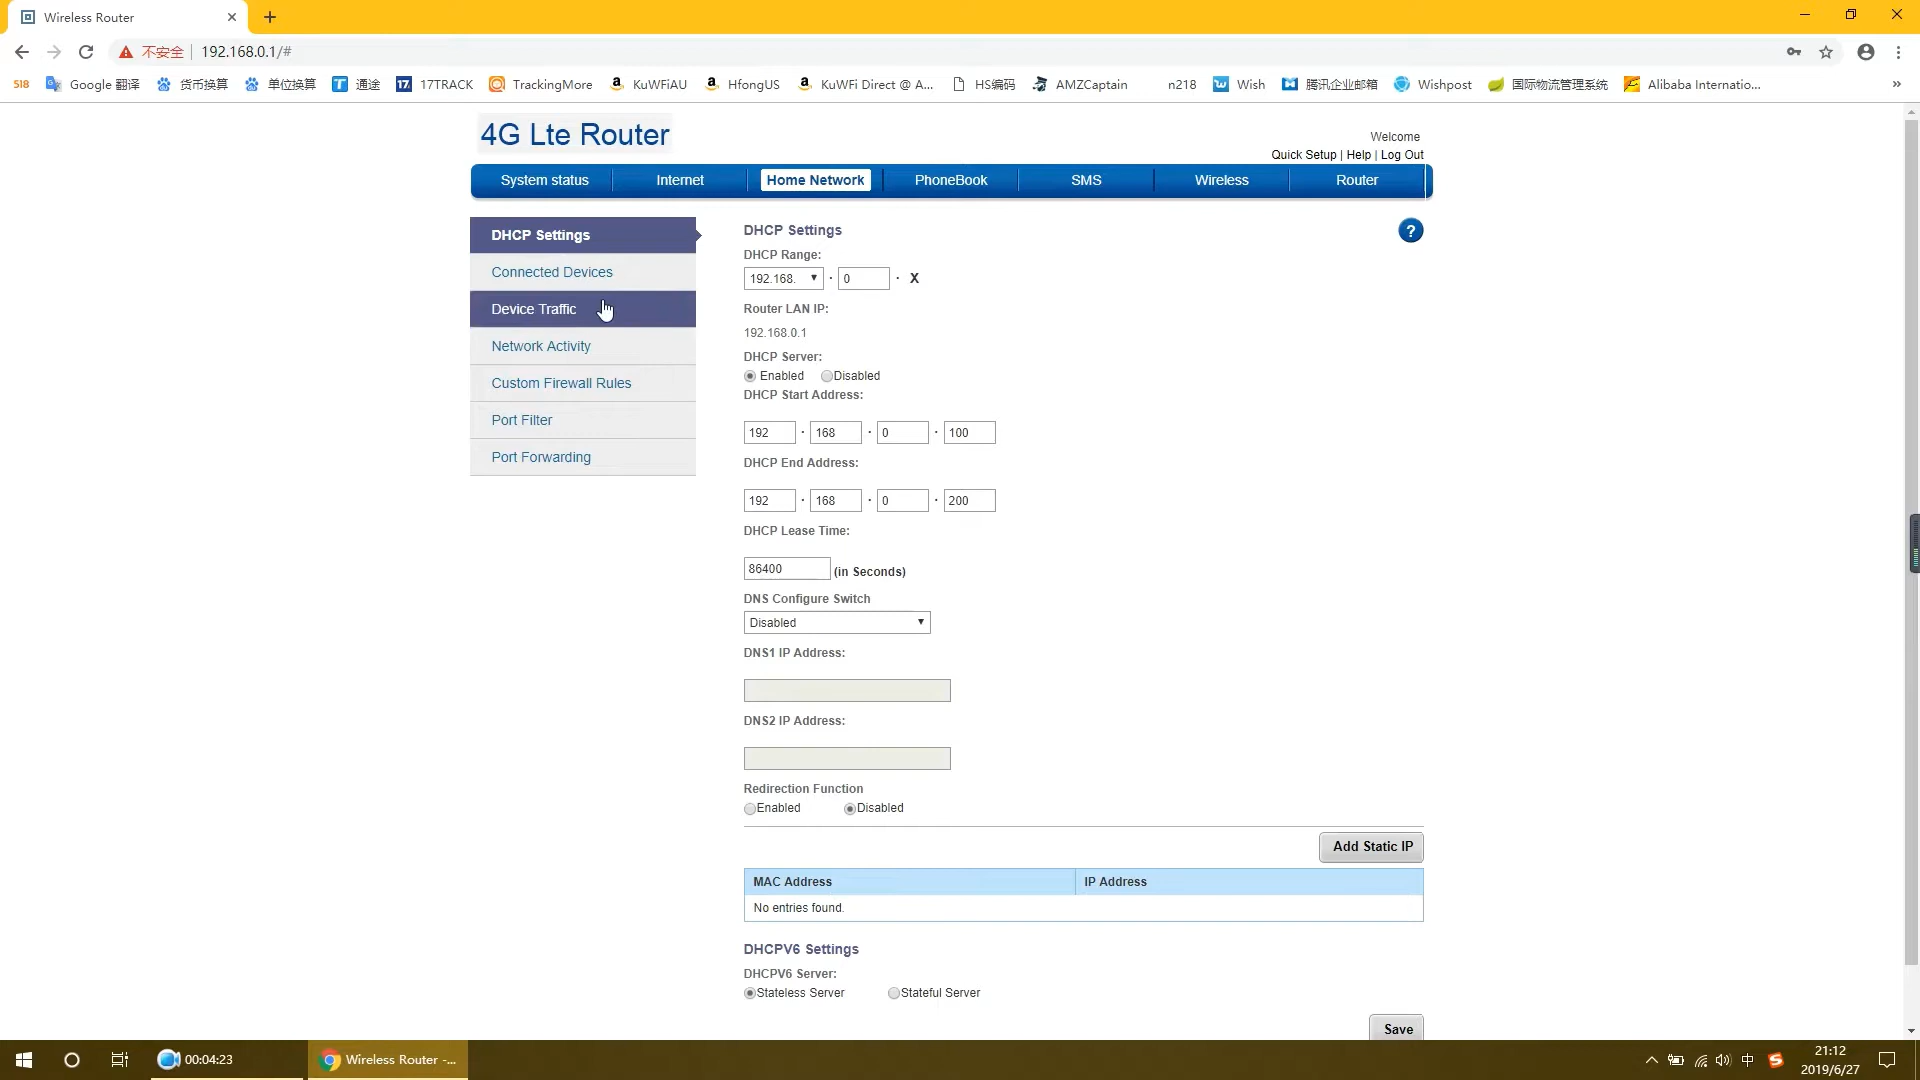 Wireless Router
不安全 192.168.0.1/#
518 Google 翻译 货币换算 单位换算 T 通途 17 17TRACK TrackingMore a KuWFiAU a HfongUS a KuWFi Direct @ A... HS编码 AMZCaptain n218 Wish 腾讯企业邮箱 Wishpost 国际物流管理系统 Alibaba Internatio... »
4G Lte Router
Welcome
Quick Setup | Help | Log Out
System status Internet Home Network PhoneBook SMS Wireless Router
DHCP Settings
Connected Devices
Device Traffic
Network Activity
Custom Firewall Rules
Port Filter
Port Forwarding
DHCP Settings ?
DHCP Range:
192.168. · 0 · X
Router LAN IP:
192.168.0.1
DHCP Server:
Enabled Disabled
DHCP Start Address:
192 · 168 · 0 · 100
DHCP End Address:
192 · 168 · 0 · 200
DHCP Lease Time:
86400 (in Seconds)
DNS Configure Switch
Disabled
DNS1 IP Address:
DNS2 IP Address:
Redirection Function
Enabled Disabled
Add Static IP
MAC Address IP Address
No entries found.
DHCPV6 Settings
DHCPV6 Server:
Stateless Server Stateful Server
Save
00:04:23 Wireless Router -... 中 S 21:12
2019/6/27